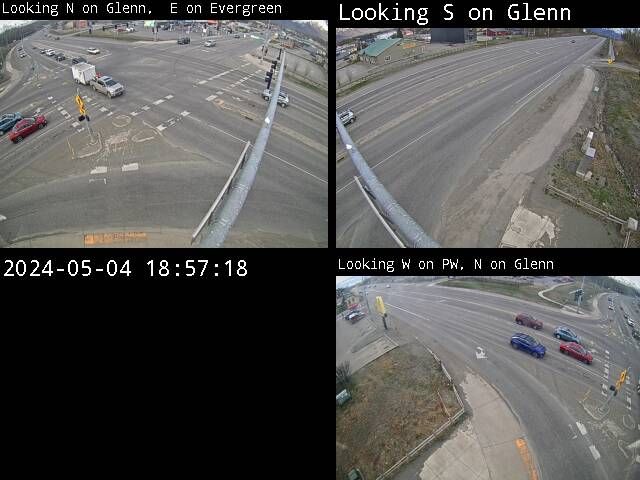 Looking N on Glenn, E on Evergreen
Looking S on Glenn
2024-05-04 18:57:18
Looking W on PW, N on Glenn